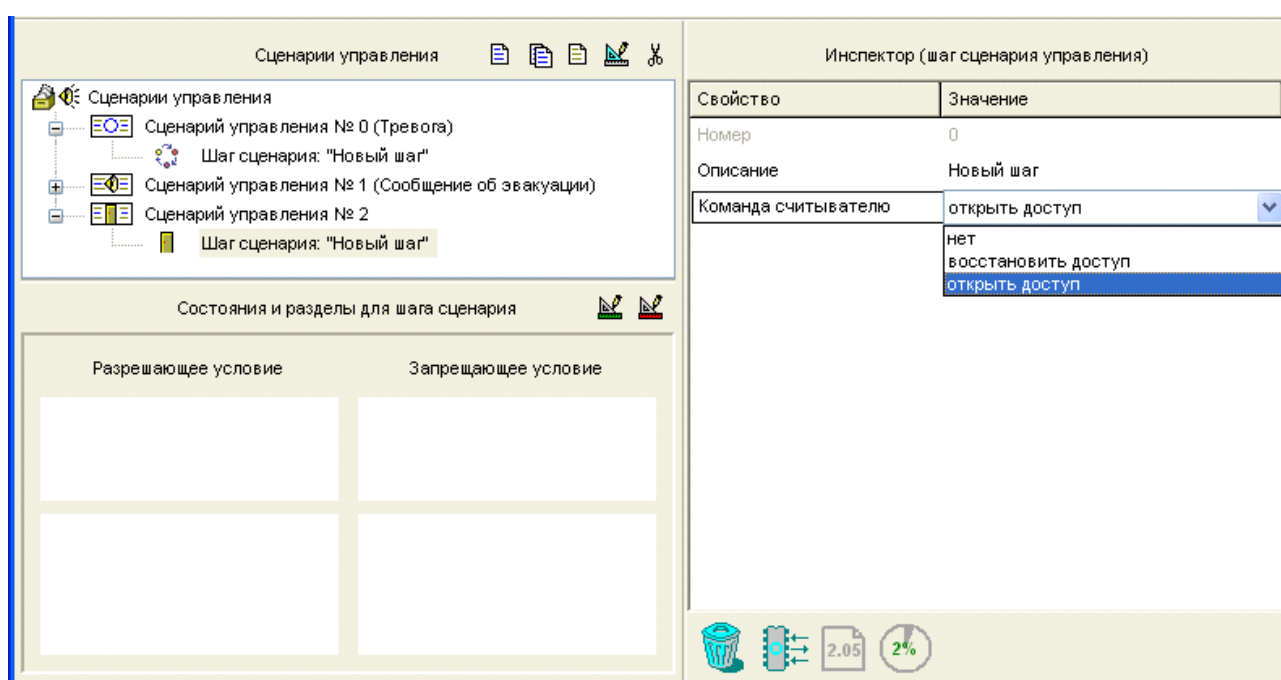 Сценарии управления
Сценарии управления
Сценарий управления № 0 (Тревога)
Шаг сценария: "Новый шаг"
Сценарий управления № 1 (Сообщение об эвакуации)
Сценарий управления № 2
Шаг сценария: "Новый шаг"
Состояния и разделы для шага сценария
Разрешающее условие Запрещающее условие
Инспектор (шаг сценария управления)
Свойство Значение
Номер 0
Описание Новый шаг
Команда считывателю открыть доступ
нет
восстановить доступ
открыть доступ
2.05 2%